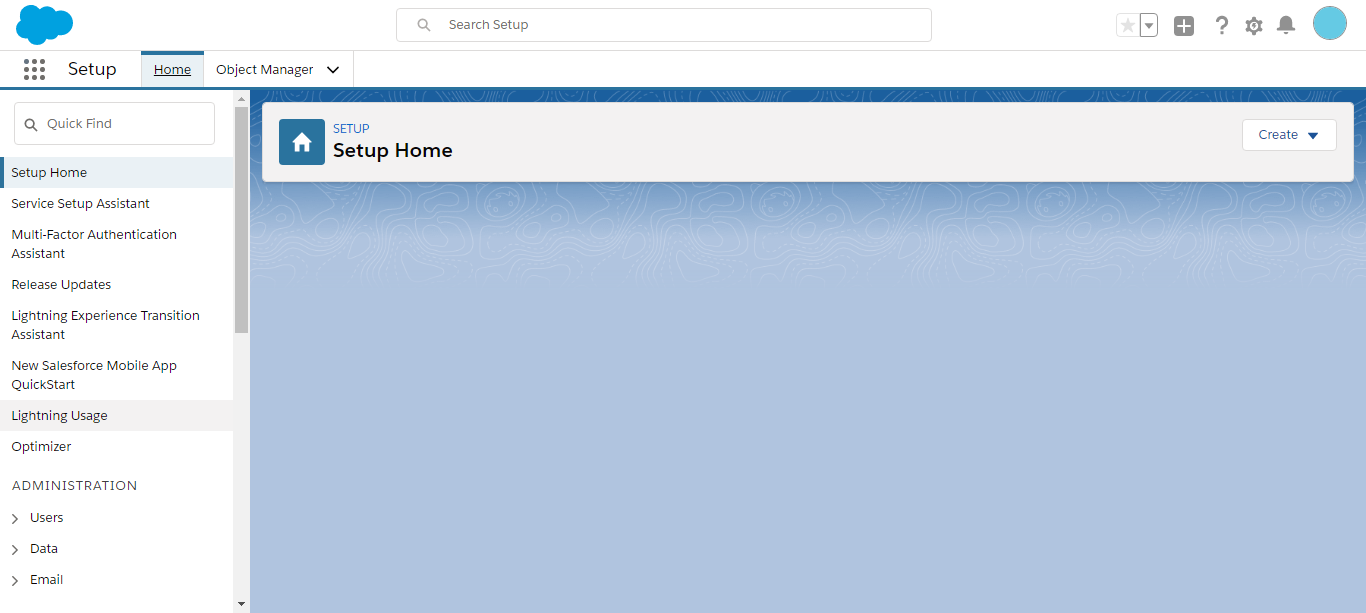 Search Setup
Setup
Home
Object Manager
Quick Find
Setup Home
Service Setup Assistant
Multi-Factor Authentication
Assistant
Release Updates
Lightning Experience Transition
Assistant
New Salesforce Mobile App
QuickStart
Lightning Usage
Optimizer
ADMINISTRATION
Users
Data
Email
SETUP
Setup Home
Create